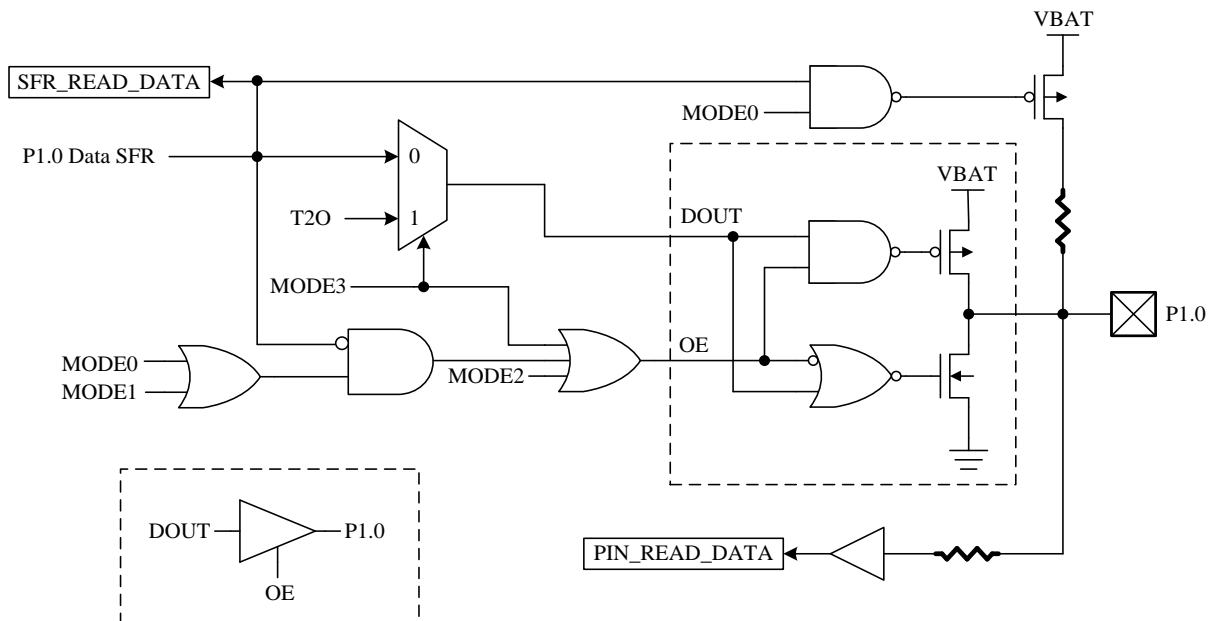 VBAT
SFR_READ_DATA
MODE0
P1.0 Data SFR
0
VBAT
T2O
1
DOUT
MODE3
P1.0
MODE0
OE
MODE2
MODE1
DOUT
P1.0
PIN_READ_DATA
OE